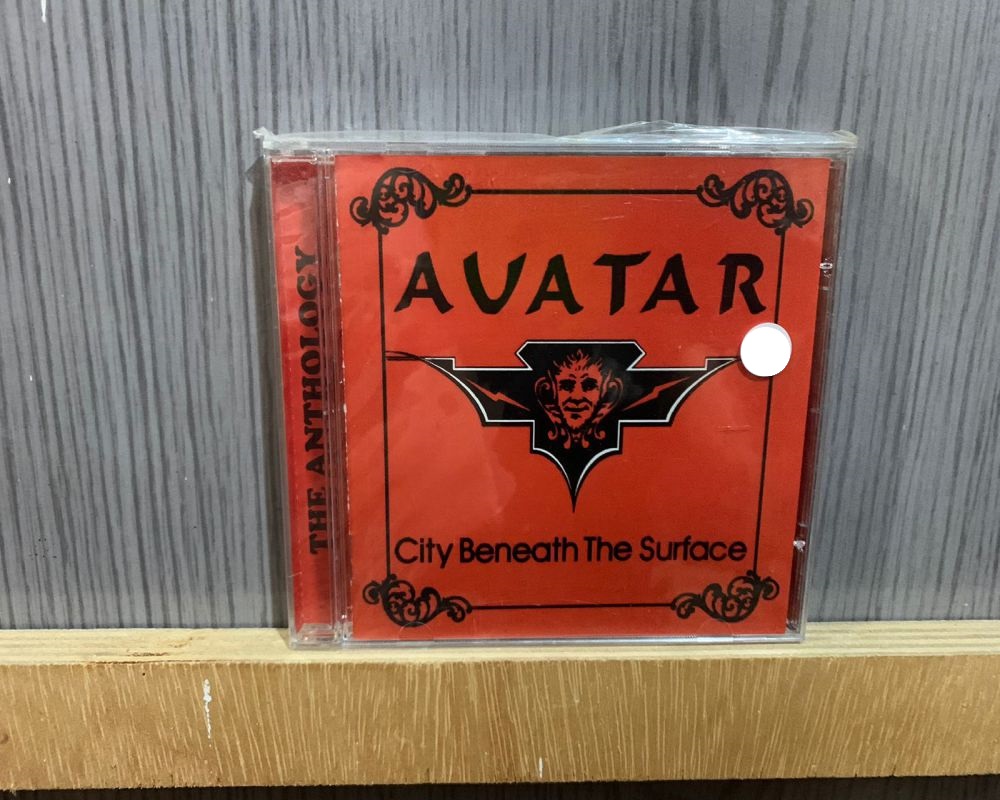 THE ANTHOLOGY
AVATAR
City Beneath The Surface